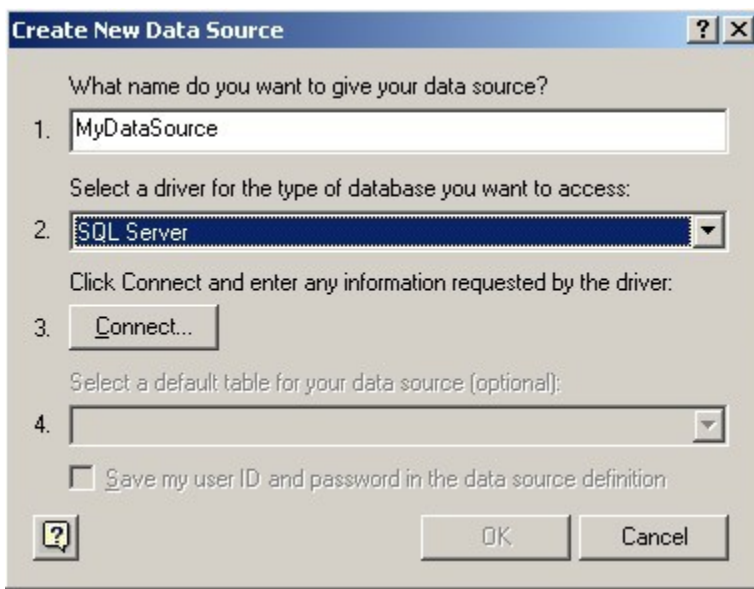 Create New Data Source
What name do you want to give your data source?
1. MyDataSource
Select a driver for the type of database you want to access:
2. SQL Server
Click Connect and enter any information requested by the driver:
3. Connect...
Select a default table for your data source (optional):
4.
Save my user ID and password in the data source definition
OK Cancel